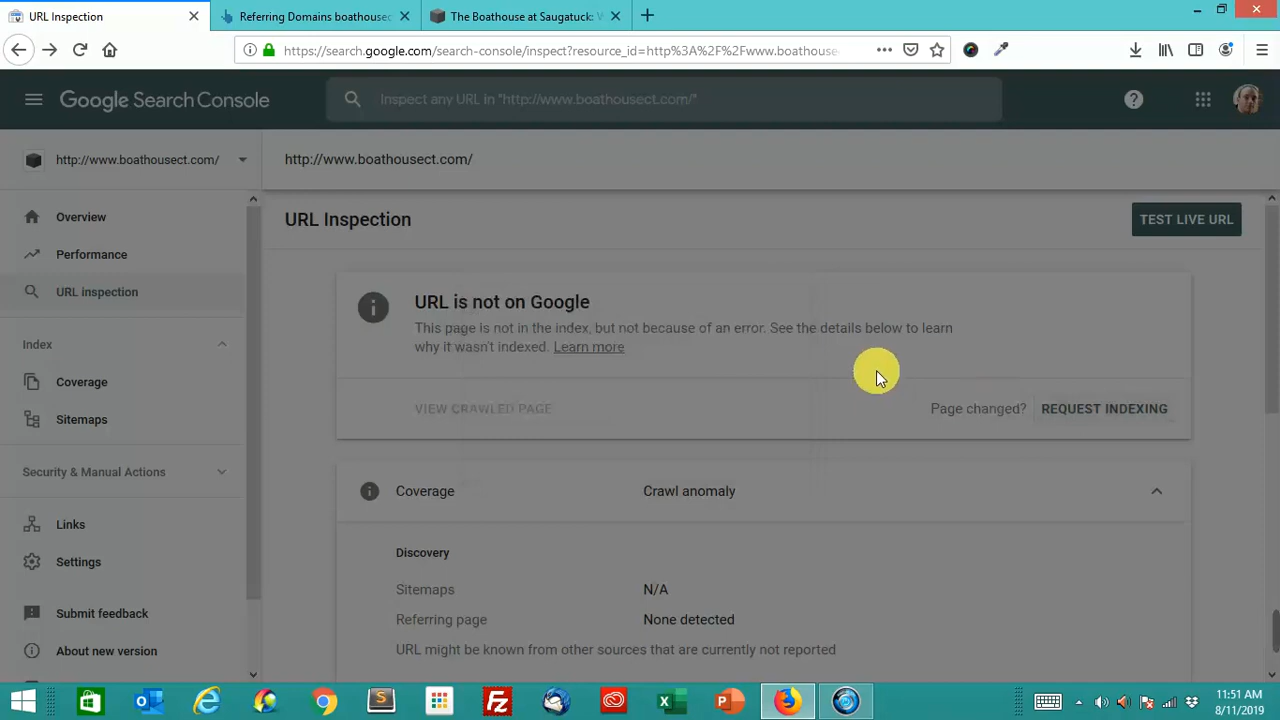 URL Inspection
Referring Domains boathousec
The Boathouse at Saugatuck: W
https://search.google.com/search-console/inspect?resource_id=http%3A%2F%2Fwww.boathouse
Google Search Console
Inspect any URL in "http://www.boathousect.com/"
http://www.boathousect.com/
http://www.boathousect.com/
Overview
Performance
URL inspection
Index
Coverage
Sitemaps
Security & Manual Actions
Links
Settings
Submit feedback
About new version
URL Inspection
TEST LIVE URL
URL is not on Google
This page is not in the index, but not because of an error. See the details below to learn
why it wasn't indexed. Learn more
VIEW CRAWLED PAGE
Page changed?
REQUEST INDEXING
Coverage
Crawl anomaly
Discovery
Sitemaps
N/A
Referring page
None detected
URL might be known from other sources that are currently not reported
11:51 AM
8/11/2019